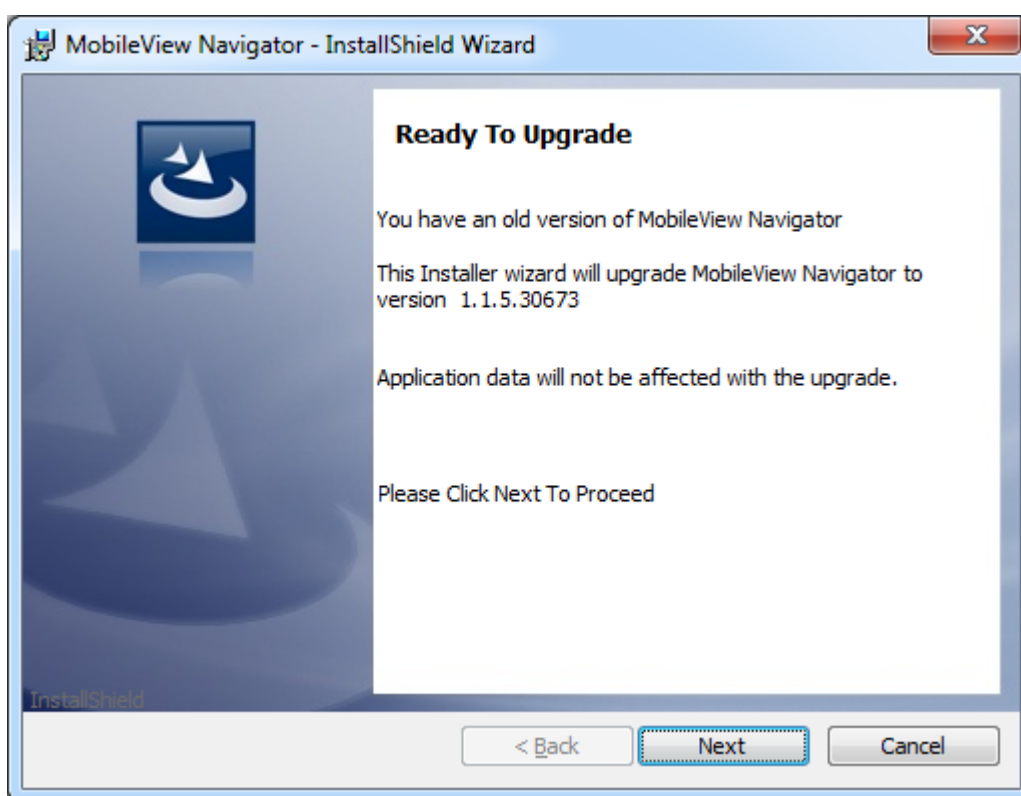 MobileView Navigator - InstallShield Wizard
Ready To Upgrade
You have an old version of MobileView Navigator
This Installer wizard will upgrade MobileView Navigator to
version  1.1.5.30673
Application data will not be affected with the upgrade.
Please Click Next To Proceed
InstallShield
< Back
Next
Cancel